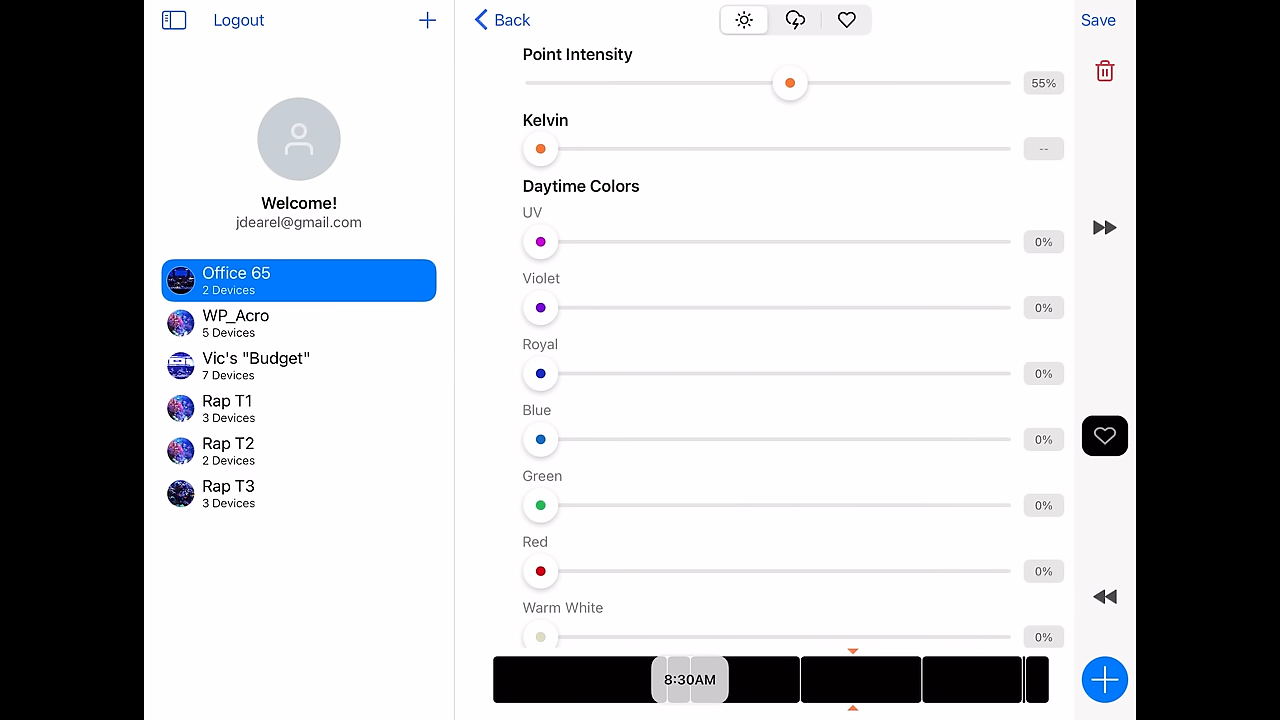 Logout
Back
Save
Point Intensity
55%
Kelvin
--
Welcome!
jdearel@gmail.com
Daytime Colors
UV
0%
Office 65
2 Devices
Violet
0%
WP_Acro
5 Devices
Royal
0%
Vic's "Budget"
7 Devices
Blue
0%
Rap T1
3 Devices
Green
0%
Rap T2
2 Devices
Red
0%
Rap T3
3 Devices
Warm White
0%
8:30AM